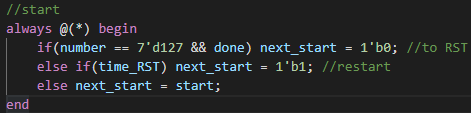 //start
always @(*) begin
    if(number == 7'd127 && done) next_start = 1'b0; //to RST
    else if(time_RST) next_start = 1'b1; //restart
    else next_start = start;
end